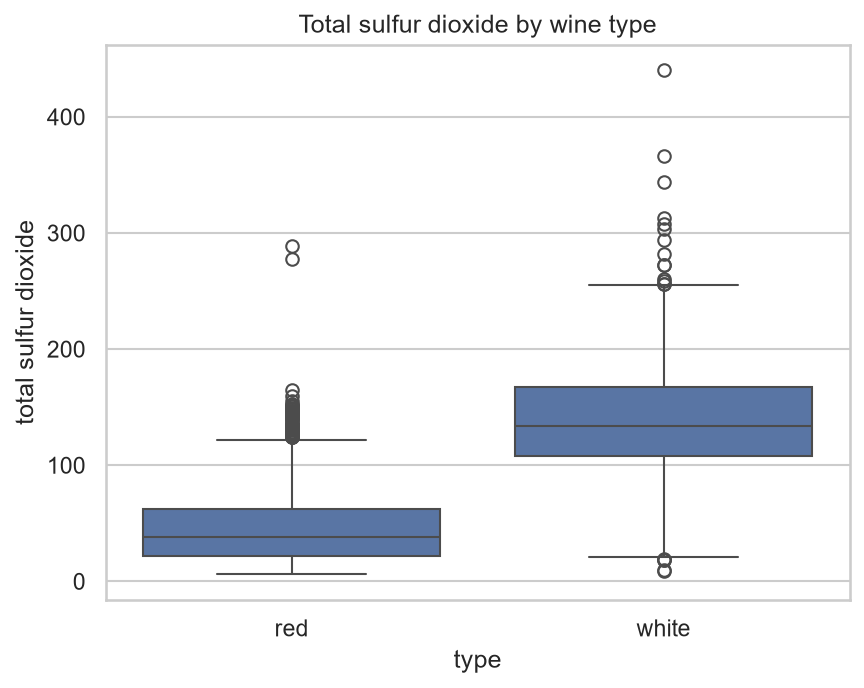 Total sulfur dioxide by wine type
total sulfur dioxide
400
300
200
100
0
red white
type